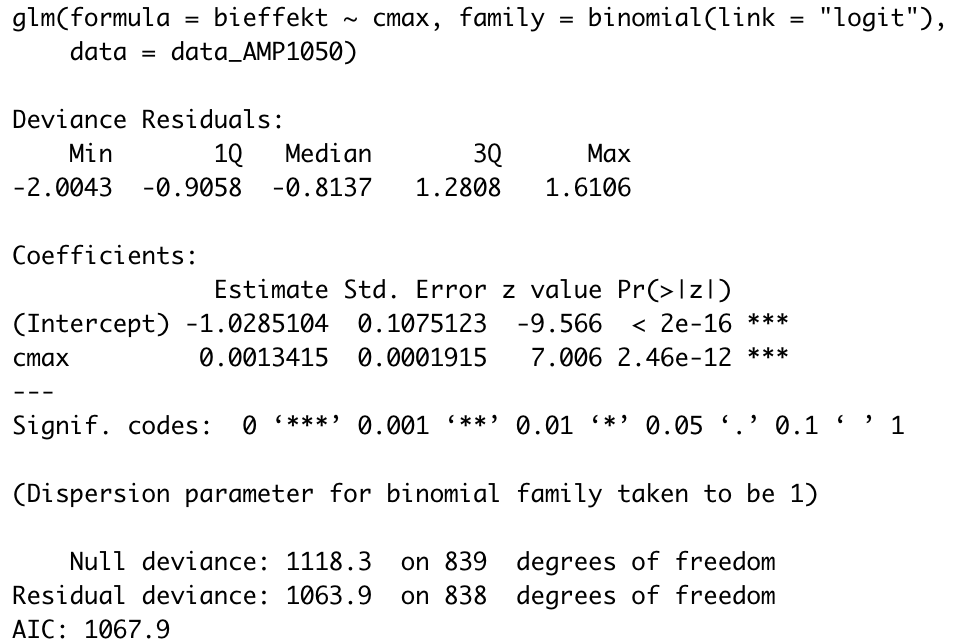 glm(formula = bieffekt ~ cmax, family = binomial(link = "logit"),
    data = data_AMP1050)
Deviance Residuals:
    Min       1Q   Median       3Q      Max
-2.0043  -0.9058  -0.8137   1.2808   1.6106
Coefficients:
              Estimate Std. Error z value Pr(>|z|)
(Intercept) -1.0285104  0.1075123  -9.566  < 2e-16 ***
cmax         0.0013415  0.0001915   7.006 2.46e-12 ***
---
Signif. codes:  0 ‘***’ 0.001 ‘**’ 0.01 ‘*’ 0.05 ‘.’ 0.1 ‘ ’ 1
(Dispersion parameter for binomial family taken to be 1)
    Null deviance: 1118.3  on 839  degrees of freedom
Residual deviance: 1063.9  on 838  degrees of freedom
AIC: 1067.9